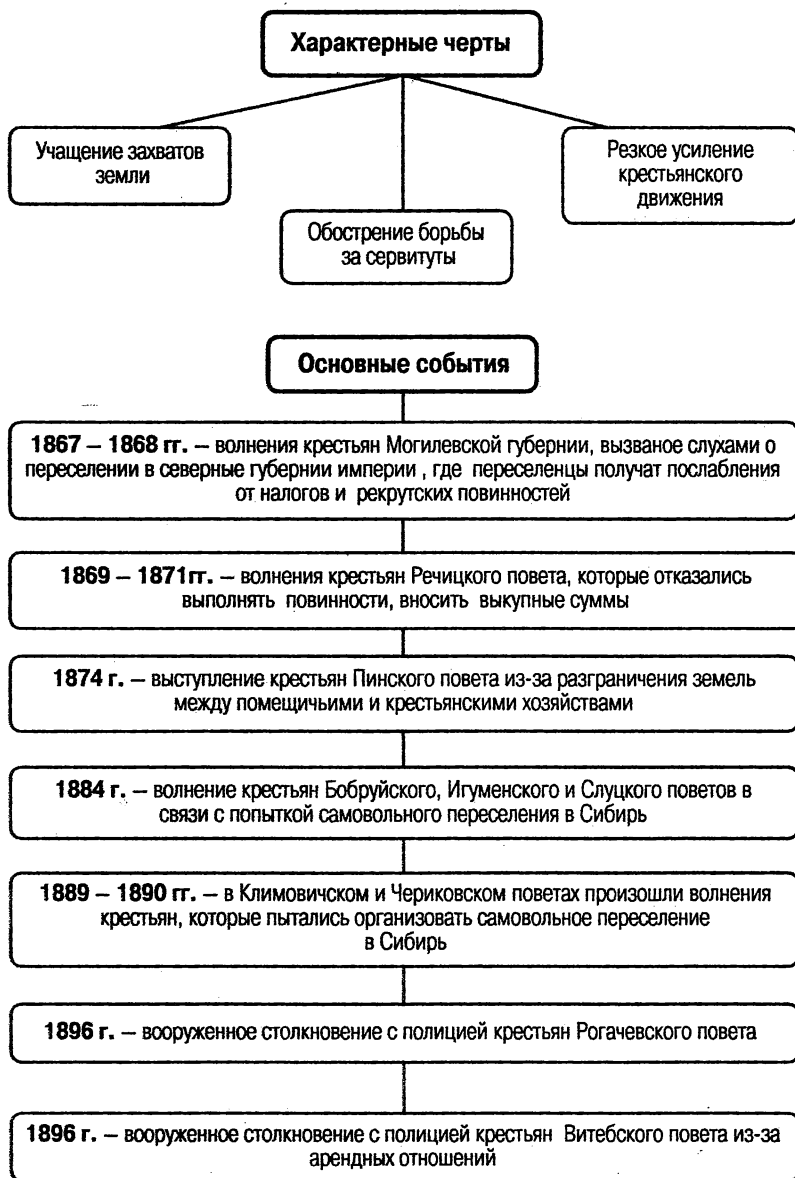 Характерные черты
Учащение захватов
земли
Резкое усиление
крестьянского
движения
Обострение борьбы
за сервитуты
Основные события
1867 – 1868 гг. – волнения крестьян Могилевской губернии, вызваное слухами о
переселении в северные губернии империи , где переселенцы получат послабления
от налогов и рекрутских повинностей
1869 – 1871гг. – волнения крестьян Речицкого повета, которые отказались
выполнять повинности, вносить выкупные суммы
1874 г. – выступление крестьян Пинского повета из-за разграничения земель
между помещичьими и крестьянскими хозяйствами
1884 г. – волнение крестьян Бобруйского, Игуменского и Слуцкого поветов в
связи с попыткой самовольного переселения в Сибирь
1889 – 1890 гг. – в Климовичском и Чериковском поветах произошли волнения
крестьян, которые пытались организовать самовольное переселение
в Сибирь
1896 г. – вооруженное столкновение с полицией крестьян Рогачевского повета
1896 г. – вооруженное столкновение с полицией крестьян Витебского повета из-за
арендных отношений